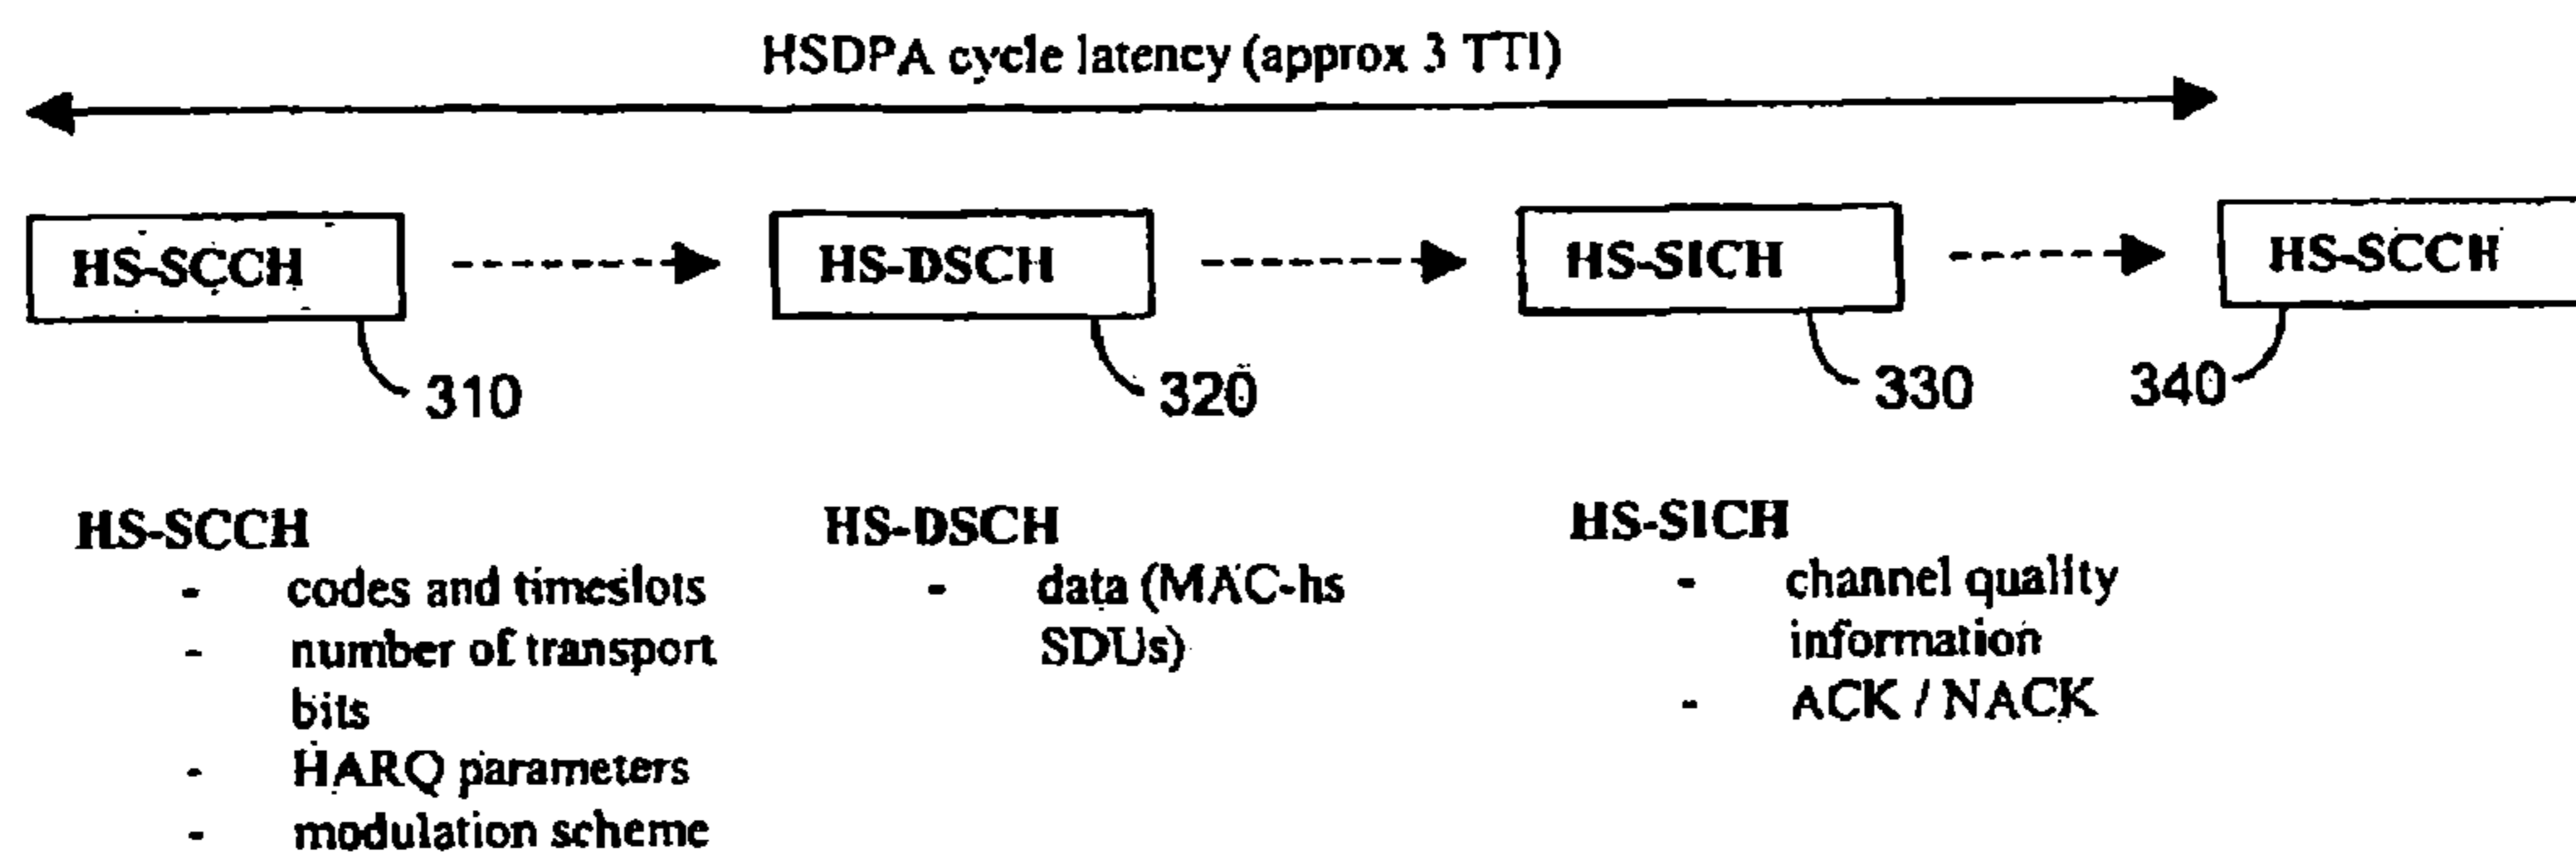 HSDPA cycle latency (approx 3 TTI)
HS-SCCH
HS-DSCH
HS-SICH
HS-SCCH
310
320
330
340
HS-SCCH
- codes and timeslots
- number of transport
bits
- HARQ parameters
- modulation scheme
HS-DSCH
- data (MAC-hs
SDUs)
HS-SICH
- channel quality
information
- ACK / NACK